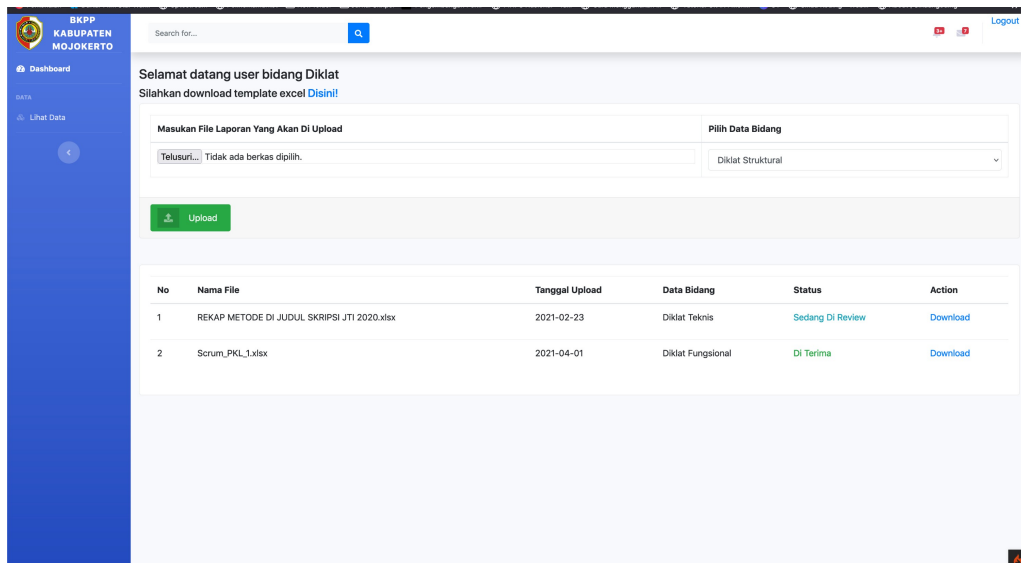 BKPP
KABUPATEN
MOJOKERTO
Search for...
3+
7
Logout
Dashboard
DATA
Lihat Data
Selamat datang user bidang Diklat
Silahkan download template excel Disini!
Masukan File Laporan Yang Akan Di Upload
Pilih Data Bidang
Telusuri... Tidak ada berkas dipilih.
Diklat Struktural
Upload
No Nama File Tanggal Upload Data Bidang Status Action
1 REKAP METODE DI JUDUL SKRIPSI JTI 2020.xlsx 2021-02-23 Diklat Teknis Sedang Di Review Download
2 Scrum_PKL_1.xlsx 2021-04-01 Diklat Fungsional Di Terima Download